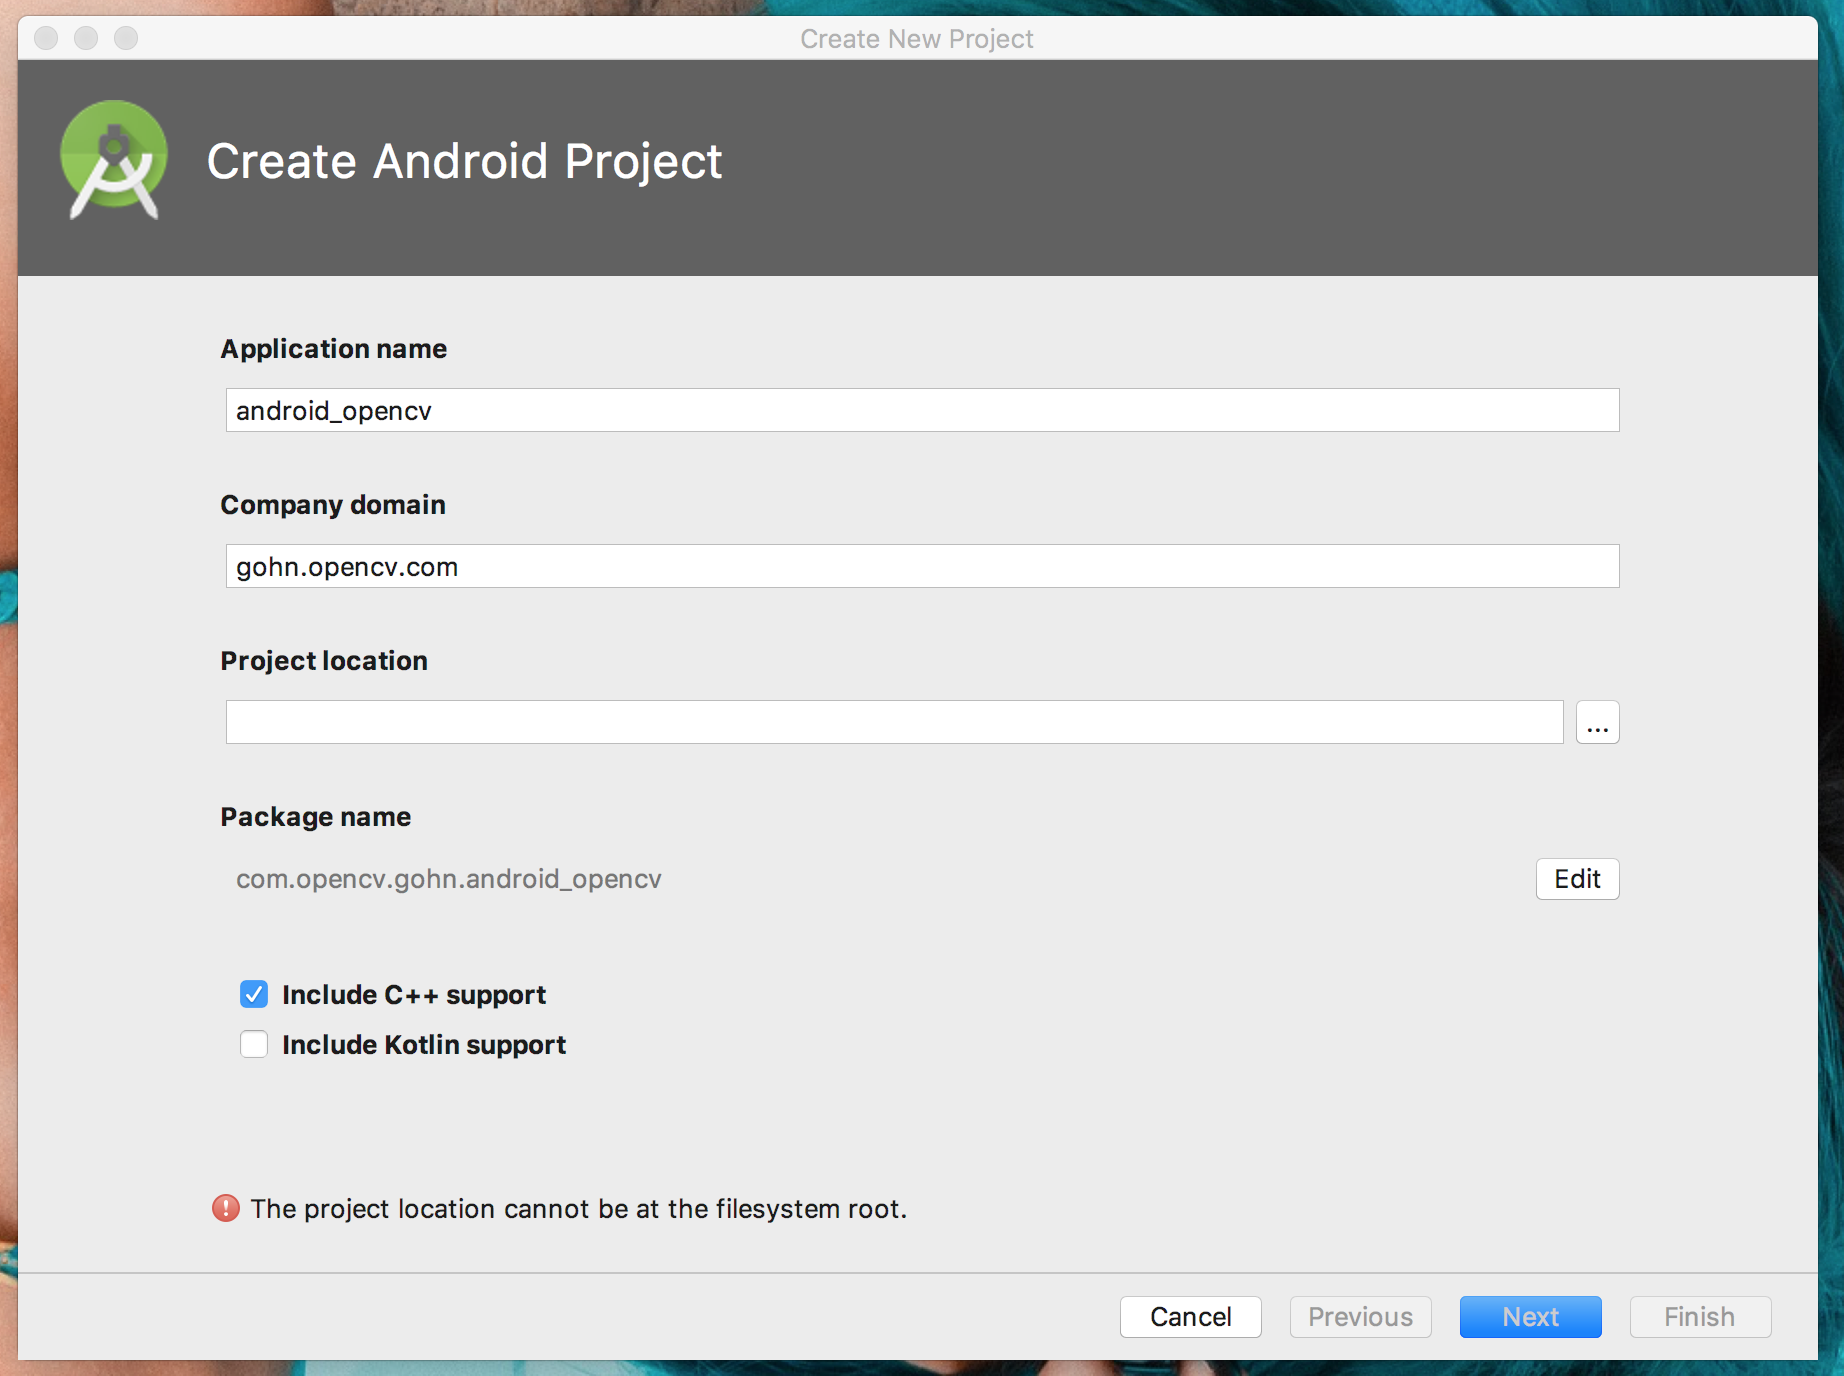 Create New Project
Create Android Project
Application name
android_opencv
Company domain
gohn.opencv.com
Project location
...
Package name
com.opencv.gohn.android_opencv
Edit
Include C++ support
Include Kotlin support
The project location cannot be at the filesystem root.
Cancel Previous Next Finish